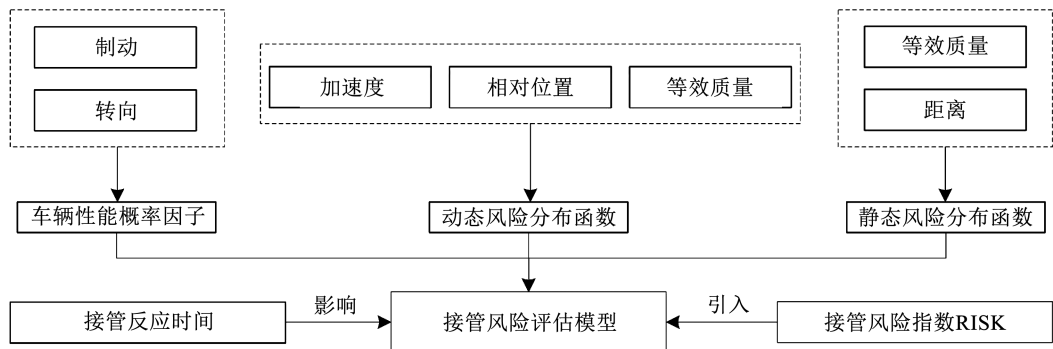 制动
转向
加速度
相对位置
等效质量
等效质量
距离
车辆性能概率因子
动态风险分布函数
静态风险分布函数
接管反应时间
影响
接管风险评估模型
引入
接管风险指数RISK